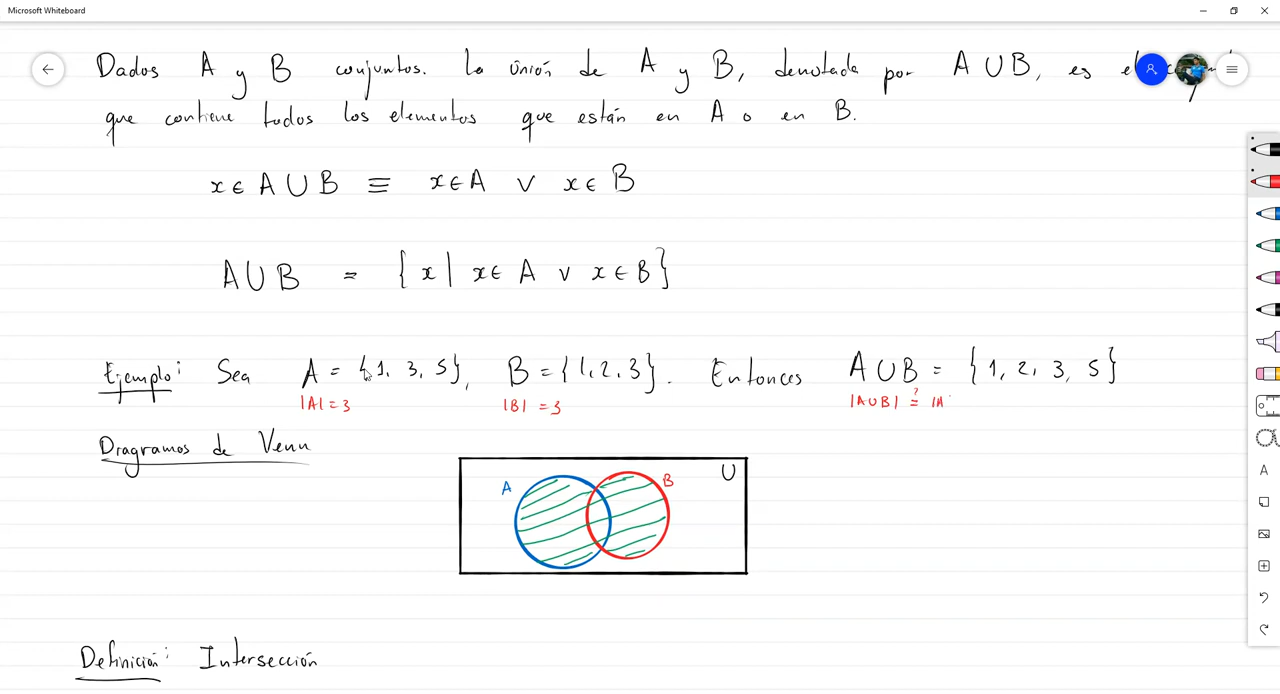 Microsoft Whiteboard
Dados A y B conjuntos. La unión de A y B, denotada por A ∪ B, es el
que contiene todos los elementos que están en A o en B.
x ∈ A ∪ B ≡ x ∈ A ∨ x ∈ B
A ∪ B = { x | x ∈ A ∨ x ∈ B }
Ejemplo: Sea A = {1, 3, 5}, B = {1, 2, 3}. Entonces A ∪ B = {1, 2, 3, 5}
|A| = 3 |B| = 3 |A ∪ B| ≟ |A
Diagramas de Venn
A B U
Definición: Intersección
A